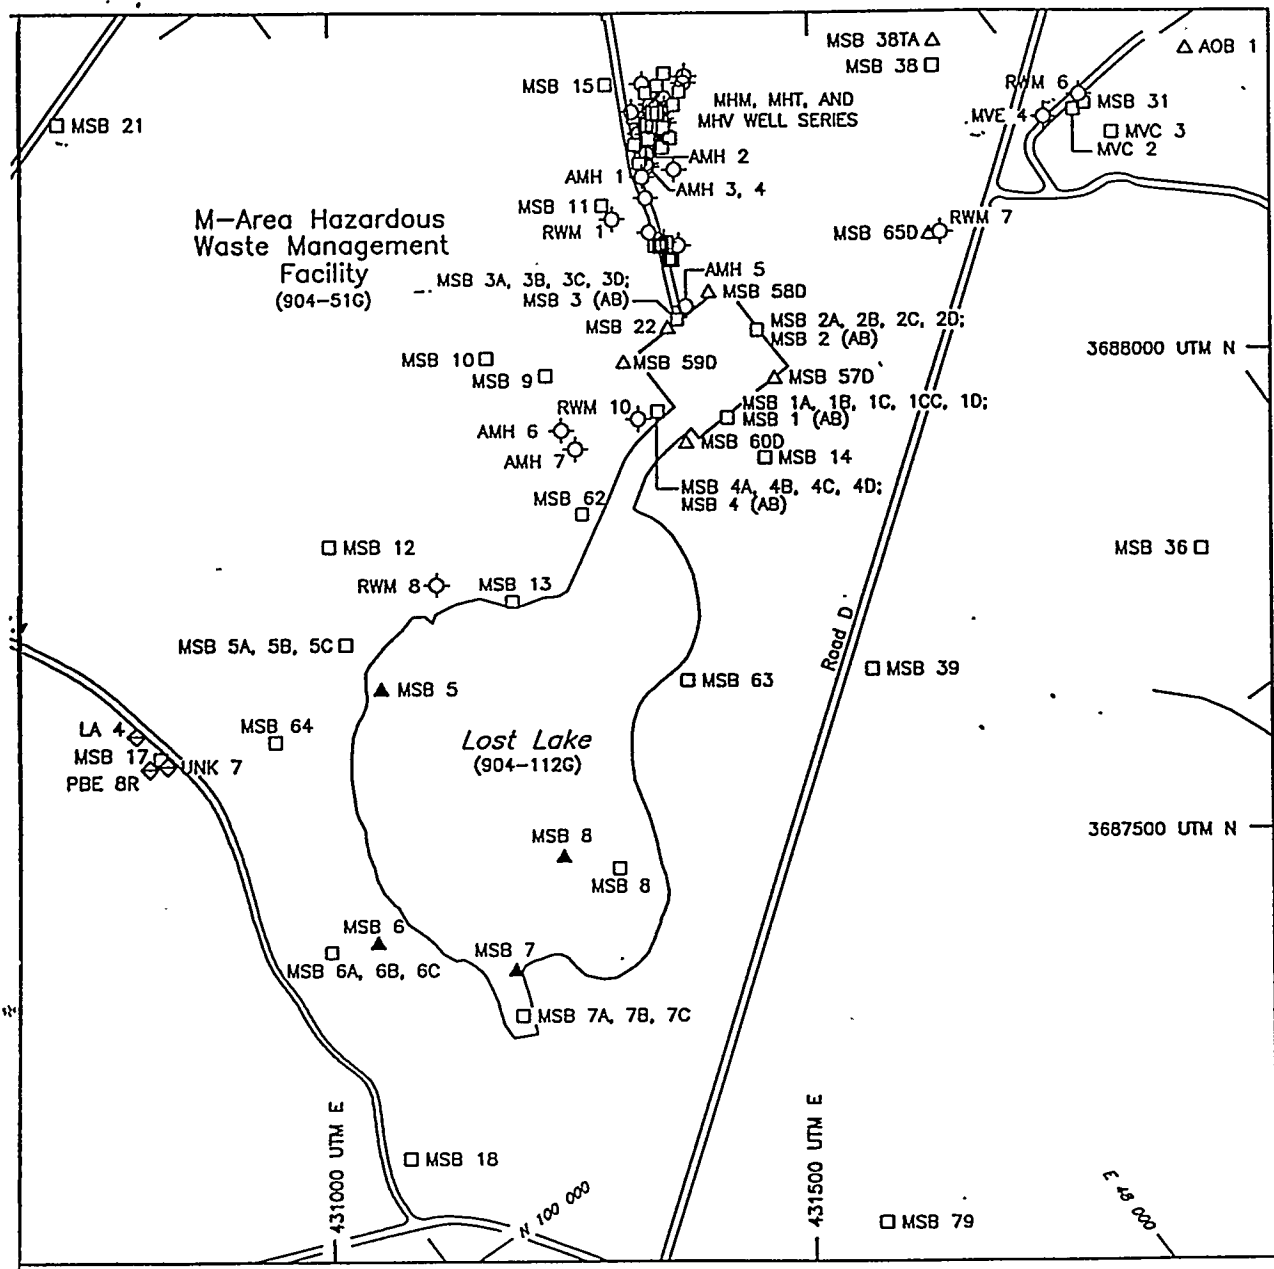 MSB 38TA
AOB 1
MSB 38
MSB 15
RWM 6
MHM, MHT, AND
MHV WELL SERIES
MSB 31
MVE 4
MSB 21
MVC 3
MVC 2
AMH 2
AMH 1
AMH 3, 4
MSB 11
M-Area Hazardous
Waste Management
Facility
(904-51G)
RWM 1
RWM 7
MSB 65D
AMH 5
MSB 3A, 3B, 3C, 3D;
MSB 3 (AB)
MSB 58D
MSB 22
MSB 2A, 2B, 2C, 2D;
MSB 2 (AB)
3688000 UTM N
MSB 10
MSB 59D
MSB 9
MSB 57D
MSB 1A, 1B, 1C, 1CC, 1D;
MSB 1 (AB)
RWM 10
AMH 6
MSB 60D
AMH 7
MSB 14
MSB 4A, 4B, 4C, 4D;
MSB 4 (AB)
MSB 62
MSB 12
MSB 36
RWM 8
MSB 13
Road D
MSB 5A, 5B, 5C
MSB 39
MSB 63
MSB 5
LA 4
MSB 64
Lost Lake
(904-112G)
MSB 17
UNK 7
PBE 8R
3687500 UTM N
MSB 8
MSB 8
MSB 6
MSB 7
MSB 6A, 6B, 6C
MSB 7A, 7B, 7C
431000 UTM E
431500 UTM E
MSB 18
N 100 000
E 48 000
MSB 79